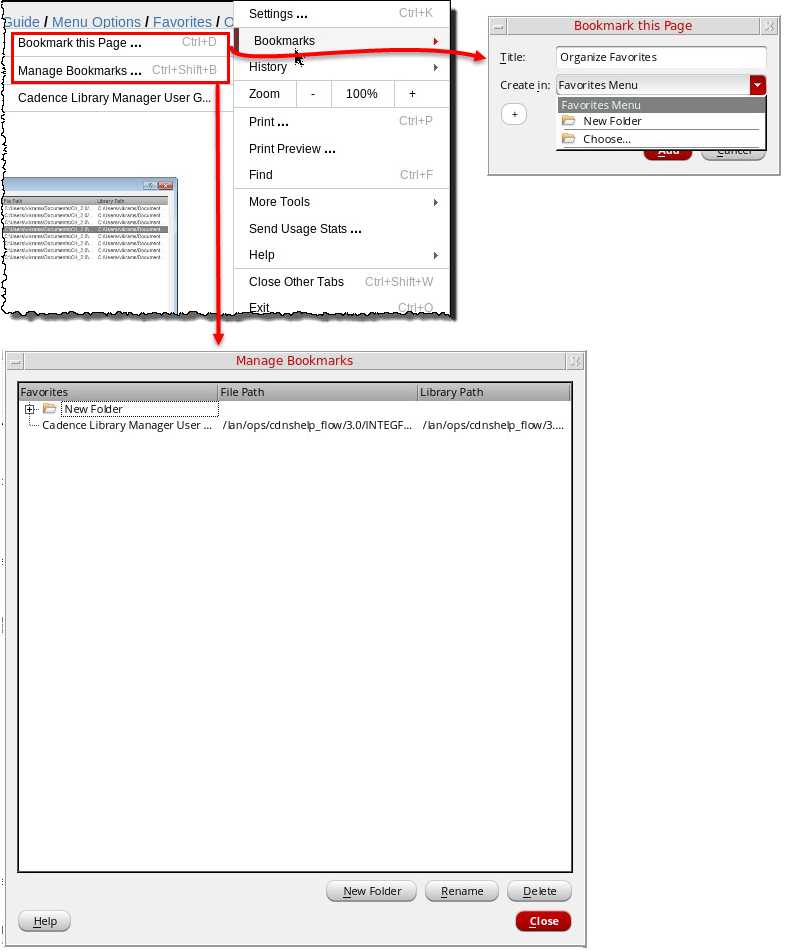 Guide / Menu Options / Favorites /
Bookmark this Page ... Ctrl+D
Manage Bookmarks ... Ctrl+Shift+B
Cadence Library Manager User G...
Settings ... Ctrl+K
Bookmarks
History
Zoom - 100% +
Print ... Ctrl+P
Print Preview ...
Find Ctrl+F
More Tools
Send Usage Stats ...
Help
Close Other Tabs Ctrl+Shift+W
Exit Ctrl+Q
File Path Library Path
Bookmark this Page
Title: Organize Favorites
Create in: Favorites Menu
Favorites Menu
+ New Folder
Choose...
Add Cancel
Manage Bookmarks
Favorites File Path Library Path
New Folder
Cadence Library Manager User ... /lan/ops/cdnshelp_flow/3.0/INTEGF... /lan/ops/cdnshelp_flow/3....
New Folder Rename Delete
Help Close